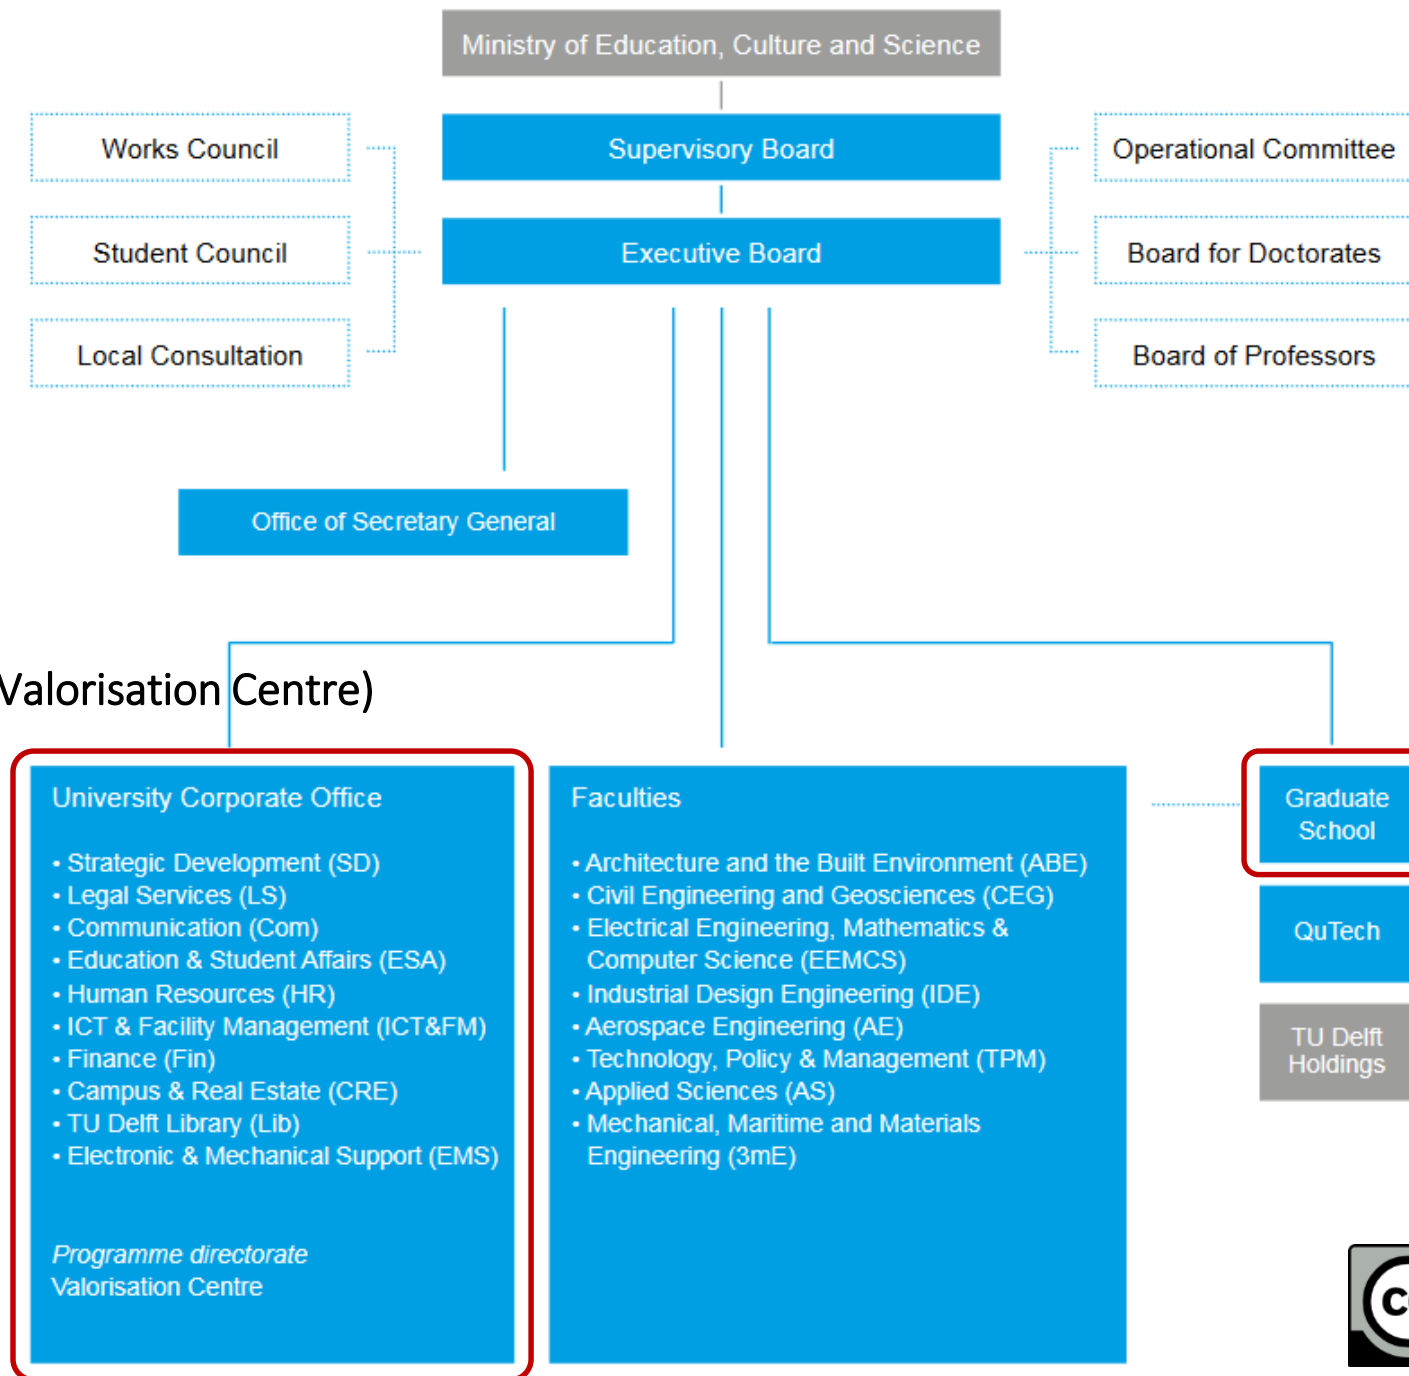 Ministry of Education, Culture and Science
Works Council
Supervisory Board
Operational Committee
Student Council
Executive Board
Board for Doctorates
Local Consultation
Board of Professors
Office of Secretary General
Valorisation Centre)
University Corporate Office
• Strategic Development (SD)
• Legal Services (LS)
• Communication (Com)
• Education & Student Affairs (ESA)
• Human Resources (HR)
• ICT & Facility Management (ICT&FM)
• Finance (Fin)
• Campus & Real Estate (CRE)
• TU Delft Library (Lib)
• Electronic & Mechanical Support (EMS)
Programme directorate
Valorisation Centre
Faculties
• Architecture and the Built Environment (ABE)
• Civil Engineering and Geosciences (CEG)
• Electrical Engineering, Mathematics &
Computer Science (EEMCS)
• Industrial Design Engineering (IDE)
• Aerospace Engineering (AE)
• Technology, Policy & Management (TPM)
• Applied Sciences (AS)
• Mechanical, Maritime and Materials
Engineering (3mE)
Graduate
School
QuTech
TU Delft
Holdings